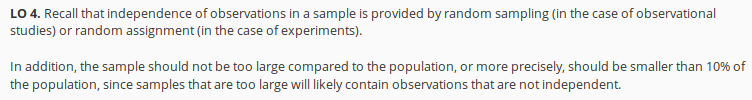 LO 4. Recall that independence of observations in a sample is provided by random sampling (in the case of observational
studies) or random assignment (in the case of experiments).
In addition, the sample should not be too large compared to the population, or more precisely, should be smaller than 10% of
the population, since samples that are too large will likely contain observations that are not independent.